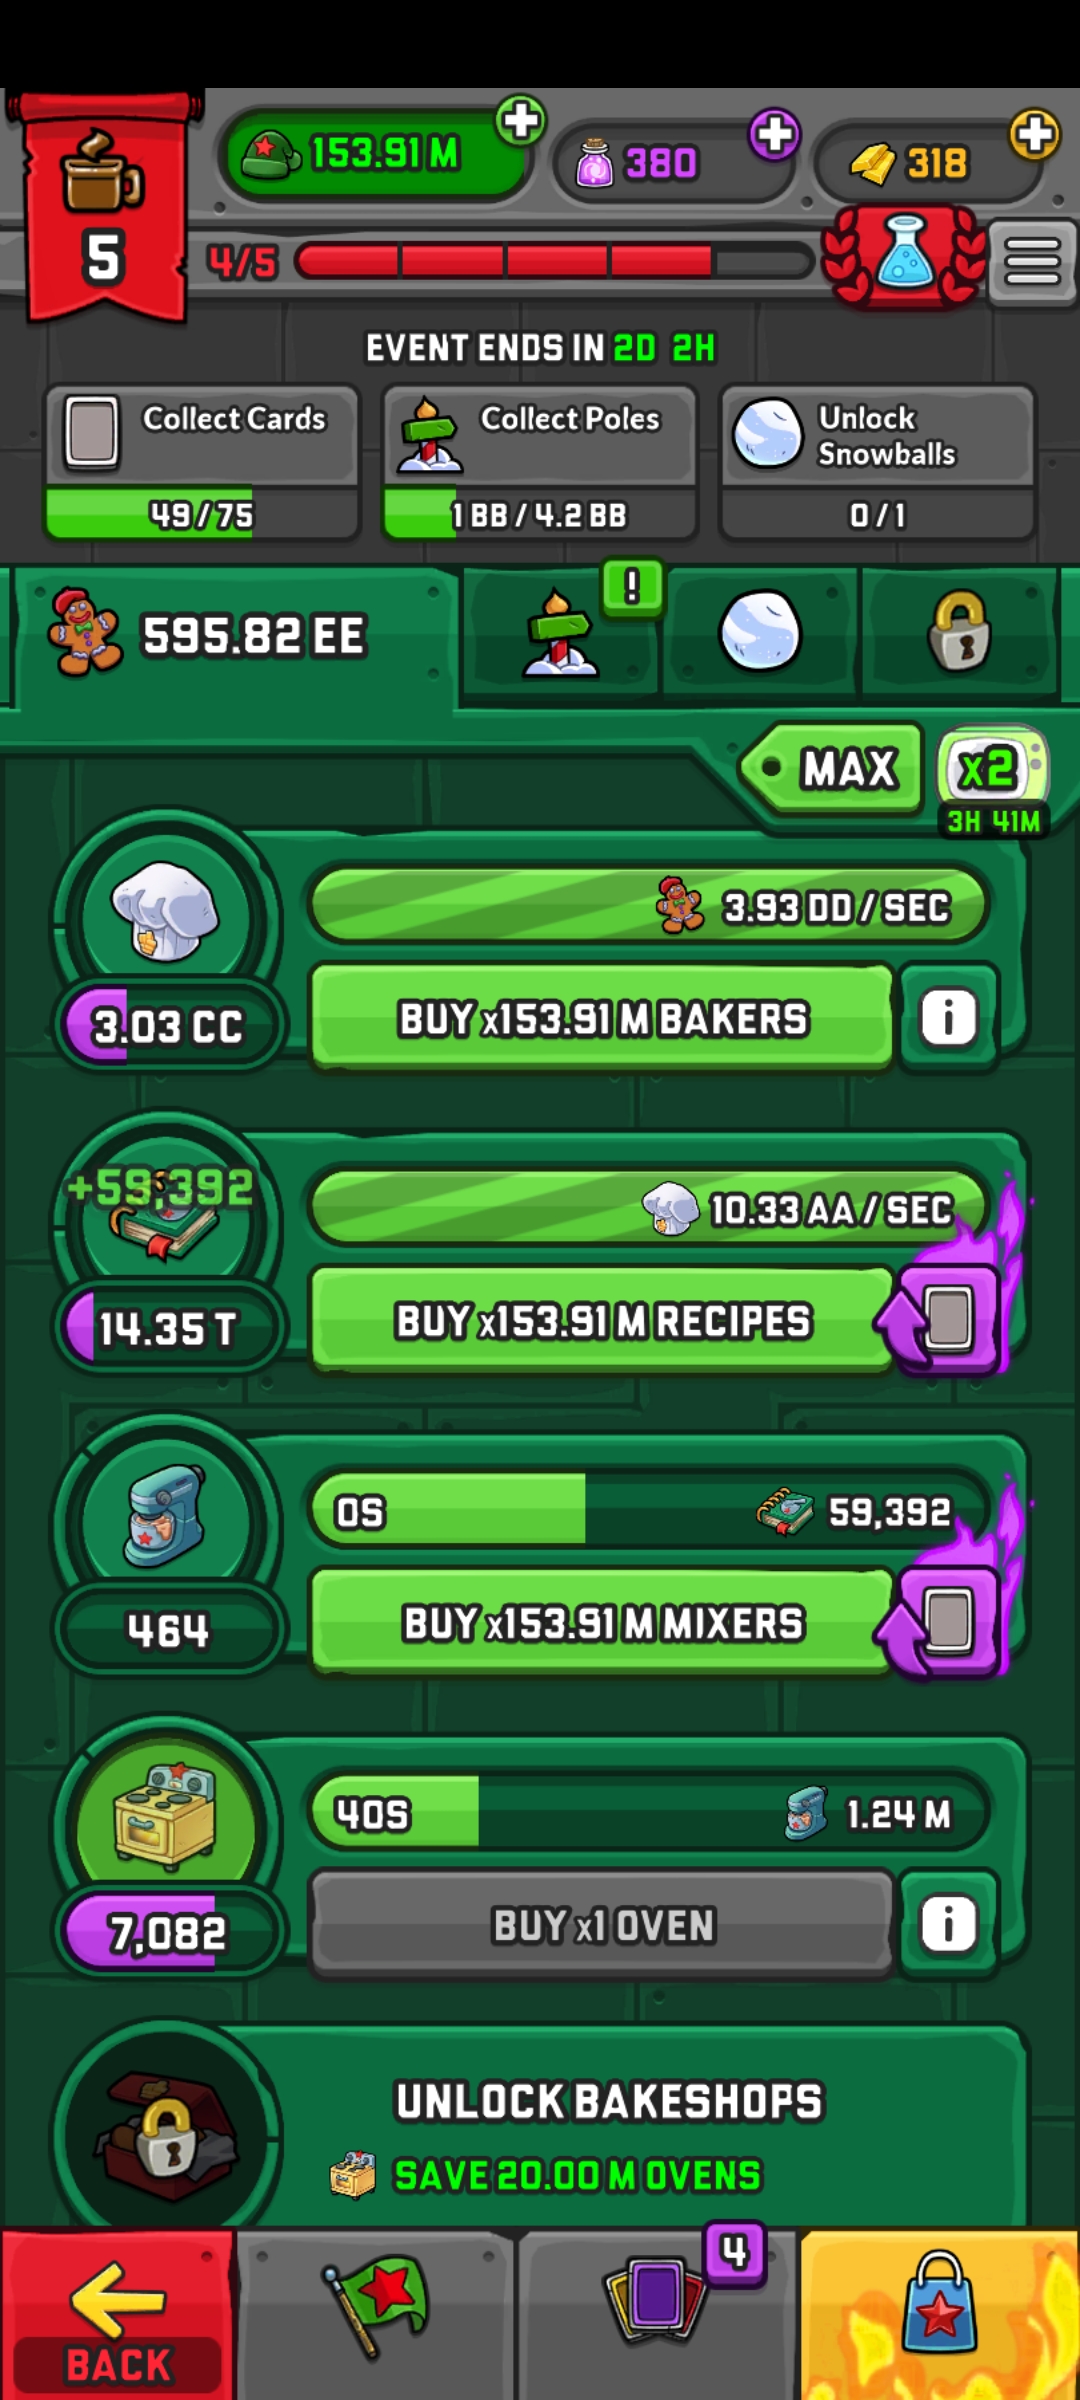 153.91 M
380
318
5
4/5
EVENT ENDS IN 2D 2H
Collect Cards
49/75
Collect Poles
1 BB / 4.2 BB
Unlock
Snowballs
0/1
595.82 EE
!
MAX
x2
3H 41M
3.93 DD / SEC
3.03 CC
BUY x153.91 M BAKERS
i
+59,392
10.33 AA / SEC
14.35 T
BUY x153.91 M RECIPES
0S
59,392
464
BUY x153.91 M MIXERS
40S
1.24 M
7,082
BUY x1 OVEN
i
UNLOCK BAKESHOPS
SAVE 20.00 M OVENS
4
BACK